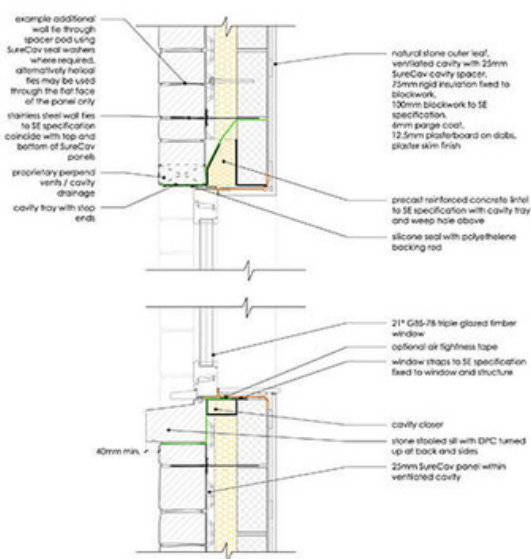 example additional
wall tie through
spacer pod using
SureCav seal washers
where required,
alternatively helical
ties may be used
through the flat face
of the panel only
stainless steel wall ties
to SE specification
coincide with top and
bottom of SureCav
panels
proprietary perpend
vents / cavity
drainage
cavity tray with stop
ends
natural stone outer leaf,
ventilated cavity with 25mm
SureCav cavity spacer,
75mm rigid insulation fixed to
blockwork,
100mm blockwork to SE
specification,
6mm parge coat,
12.5mm plasterboard on dabs,
plaster skim finish
precast reinforced concrete lintel
to SE specification with cavity tray
and weep hole above
silicone seal with polyethelene
backing rod
triple glazed timber
window
optional air tightness tape
window straps to SE specification
fixed to window and structure
cavity closer
stone stooled sill with DPC turned
up at back and sides
40mm min.
25mm SureCav panel within
ventilated cavity